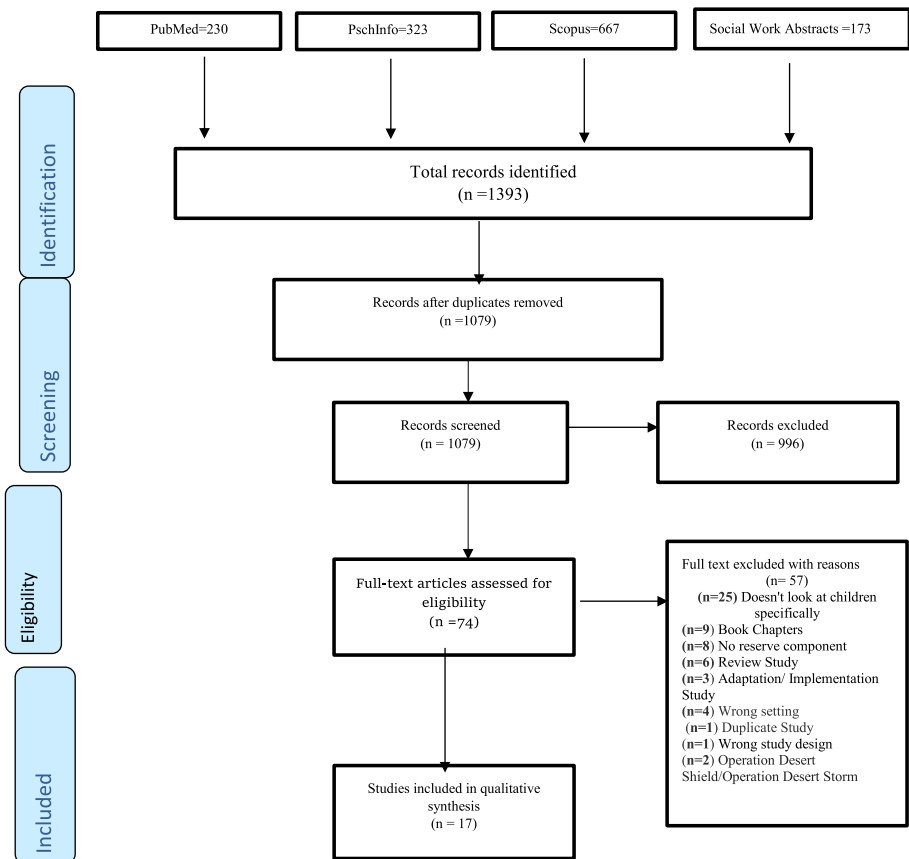 PubMed=230
PschInfo=323
Scopus=667
Social Work Abstracts =173
Identification
Total records identified
(n =1393)
Screening
Records after duplicates removed
(n =1079)
Records screened
(n = 1079)
Records excluded
(n = 996)
Eligibility
Full-text articles assessed for
eligibility
(n =74)
Full text excluded with reasons
(n= 57)
(n=25) Doesn't look at children
specifically
(n=9) Book Chapters
(n=8) No reserve component
(n=6) Review Study
(n=3) Adaptation/ Implementation
Study
(n=4) Wrong setting
(n=1) Duplicate Study
(n=1) Wrong study design
(n=2) Operation Desert
Shield/Operation Desert Storm
Included
Studies included in qualitative
synthesis
(n = 17)